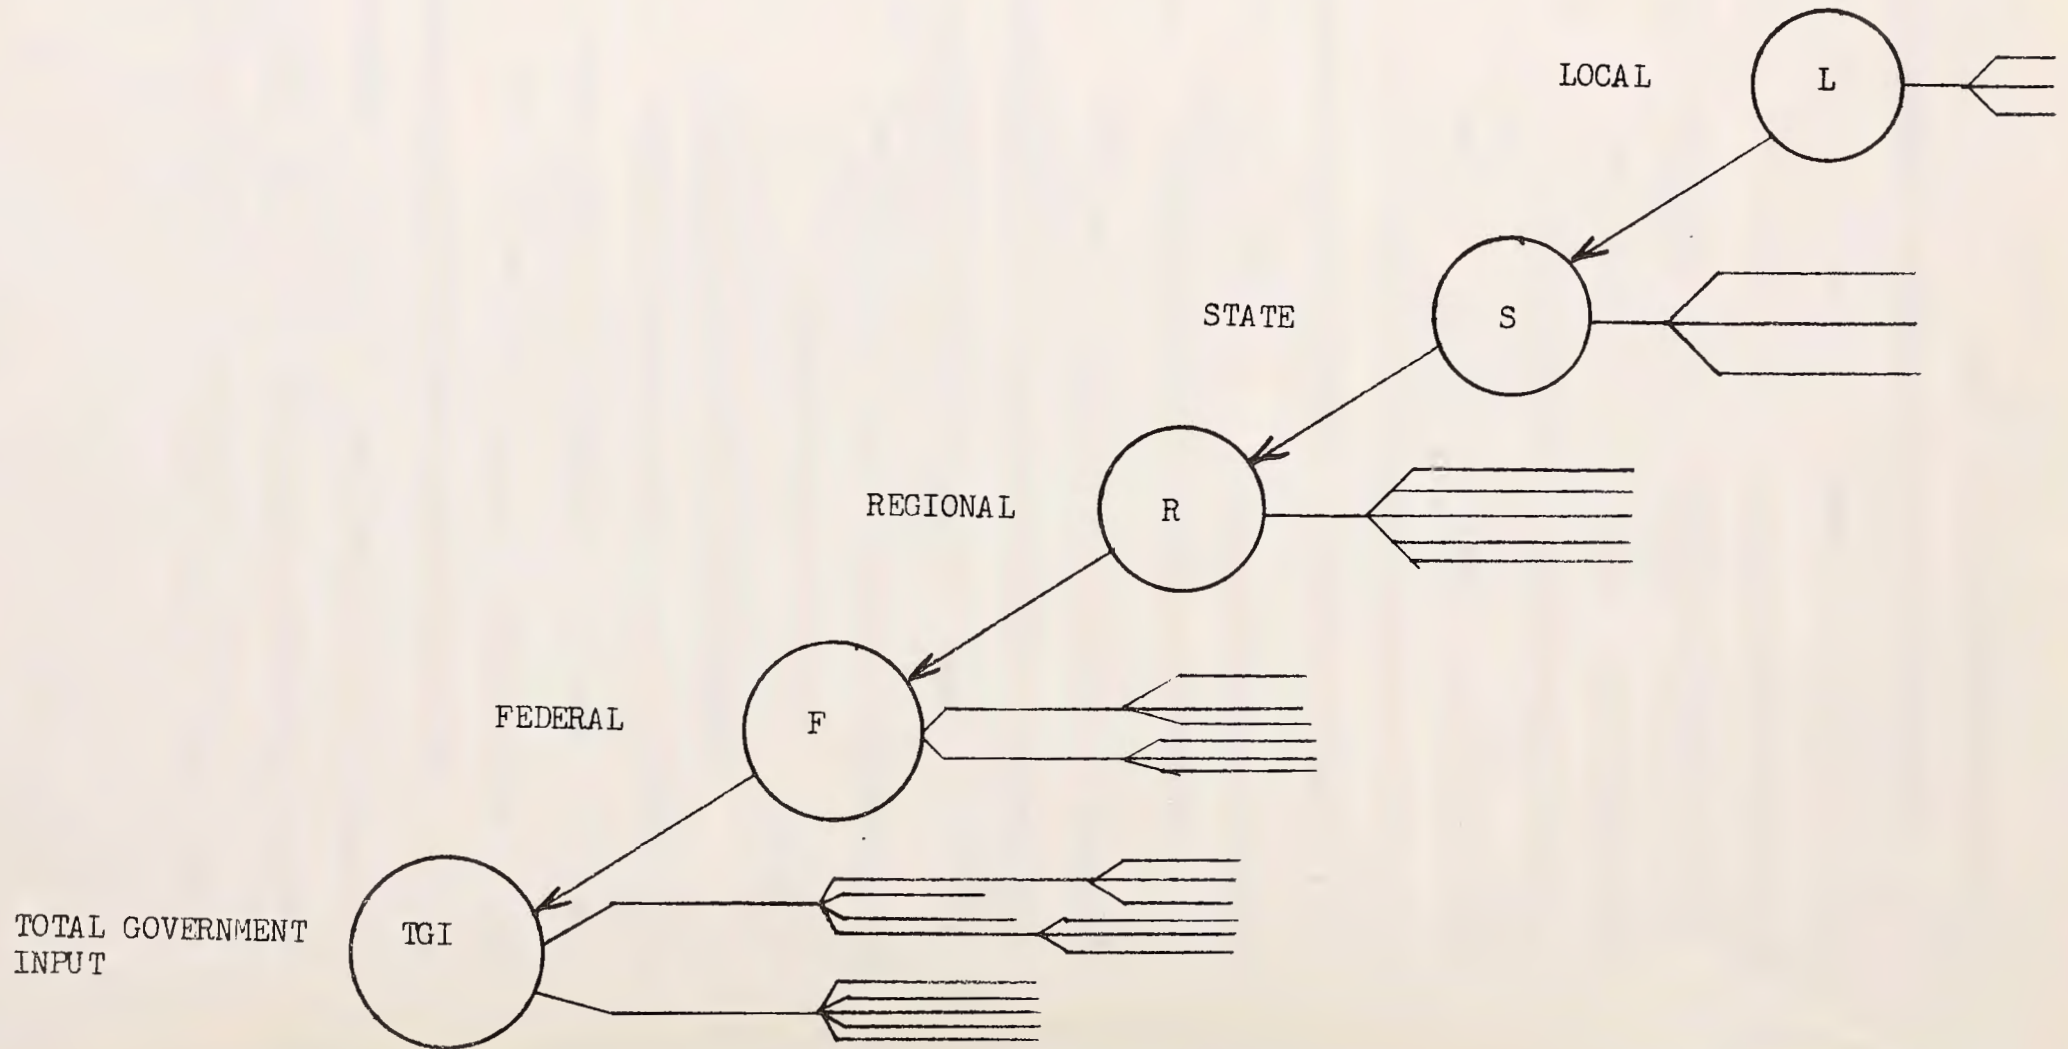 LOCAL
L
STATE
S
REGIONAL
R
FEDERAL
F
TOTAL GOVERNMENT
INPUT
TGI